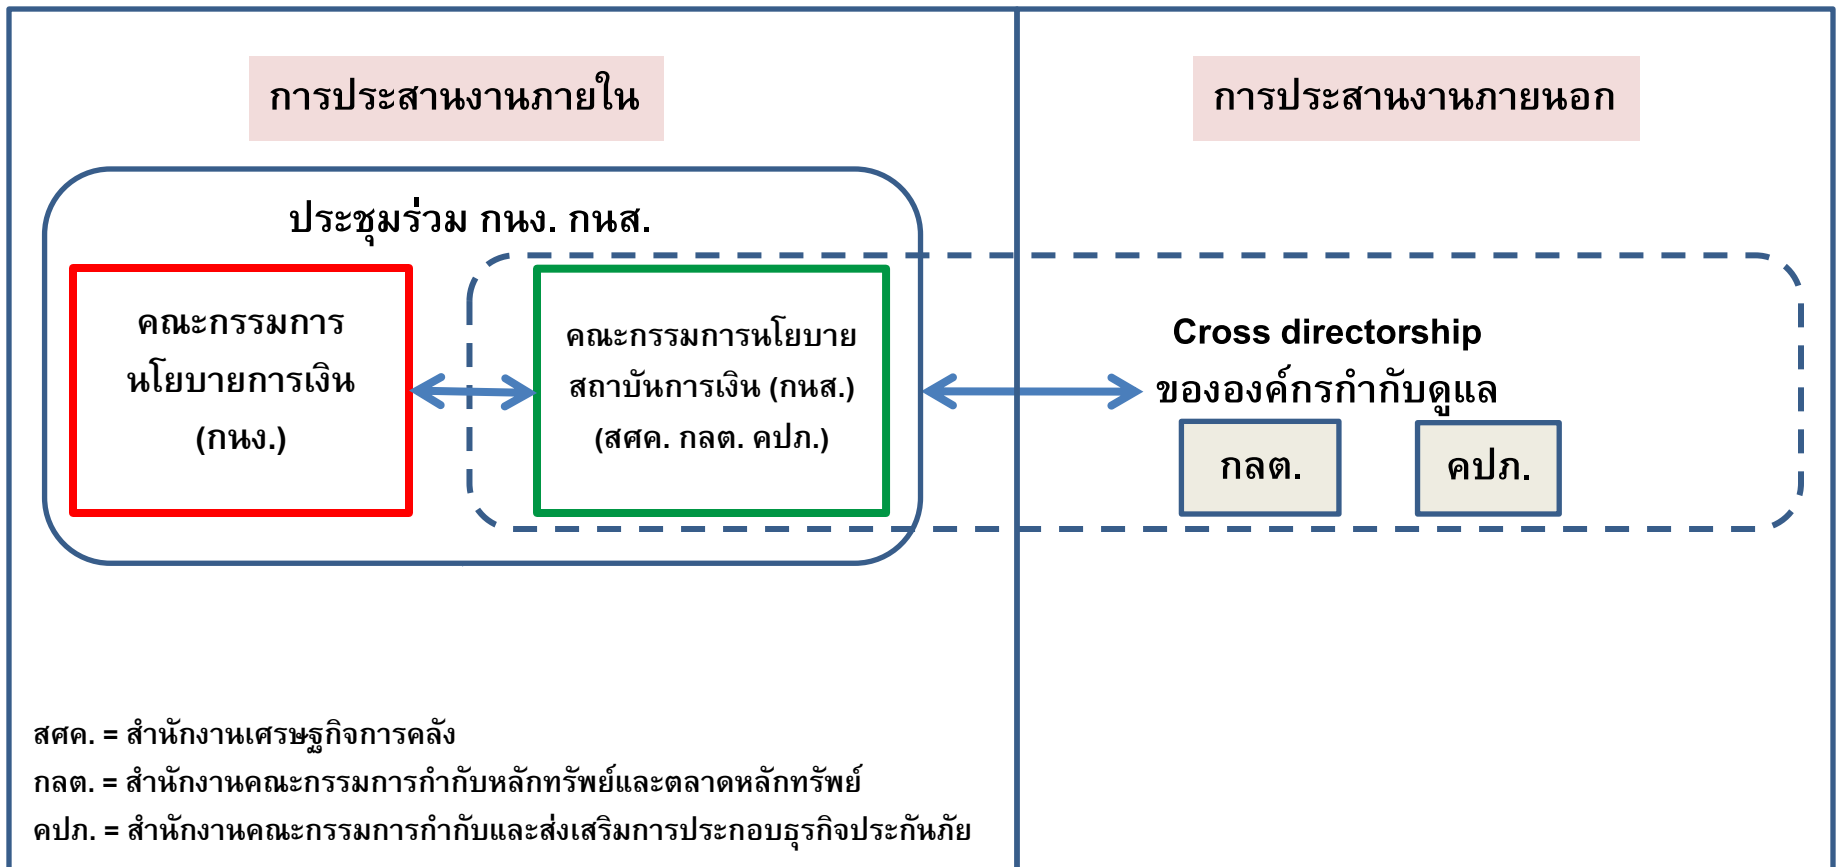 การประสานงานภายใน
การประสานงานภายนอก
ประชุมร่วม กนง. กนส.
คณะกรรมการ
นโยบายการเงิน
(กนง.)
คณะกรรมการนโยบาย
สถาบันการเงิน (กนส.)
(สศค. กลต. คปภ.)
Cross directorship
ขององค์กรกำกับดูแล
กลต.
คปภ.
สศค. = สำนักงานเศรษฐกิจการคลัง
กลต. = สำนักงานคณะกรรมการกำกับหลักทรัพย์และตลาดหลักทรัพย์
คปภ. = สำนักงานคณะกรรมการกำกับและส่งเสริมการประกอบธุรกิจประกันภัย